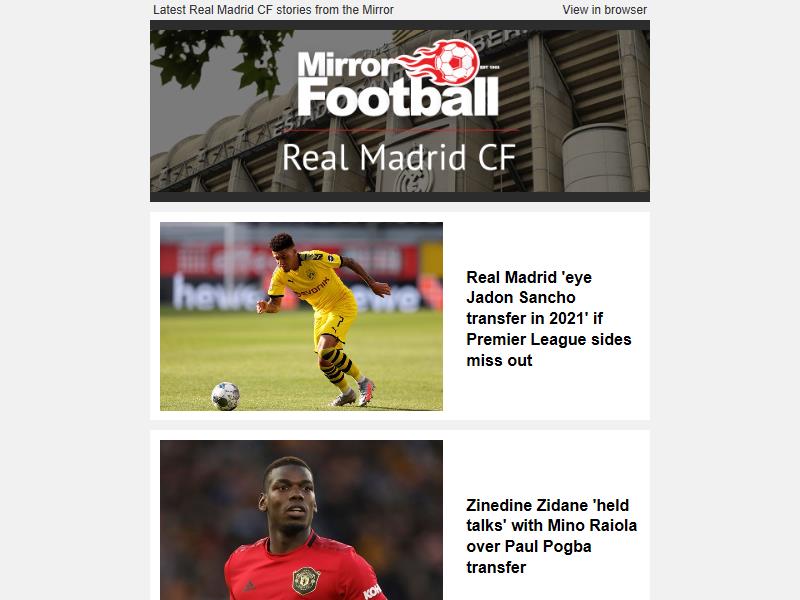 Latest Real Madrid CF stories from the Mirror
View in browser
Mirror
EST 1903
Football
Real Madrid CF
Real Madrid 'eye
Jadon Sancho
transfer in 2021' if
Premier League sides
miss out
EVONIK
7
Zinedine Zidane 'held
talks' with Mino Raiola
over Paul Pogba
transfer